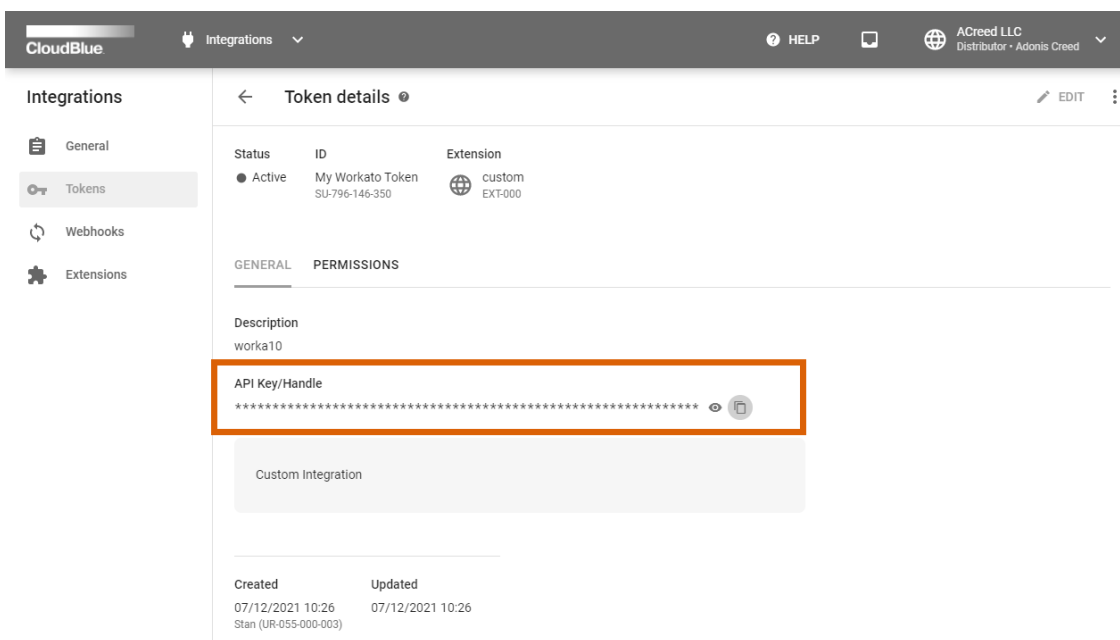 CloudBlue
Integrations
HELP
ACreed LLC
Distributor • Adonis Creed
Integrations
General
Tokens
Webhooks
Extensions
Token details
EDIT
Status
ID
Extension
Active
My Workato Token
custom
SU-796-146-350
EXT-000
GENERAL
PERMISSIONS
Description
worka10
API Key/Handle
**************************************************************
Custom Integration
Created
Updated
07/12/2021 10:26
07/12/2021 10:26
Stan (UR-055-000-003)